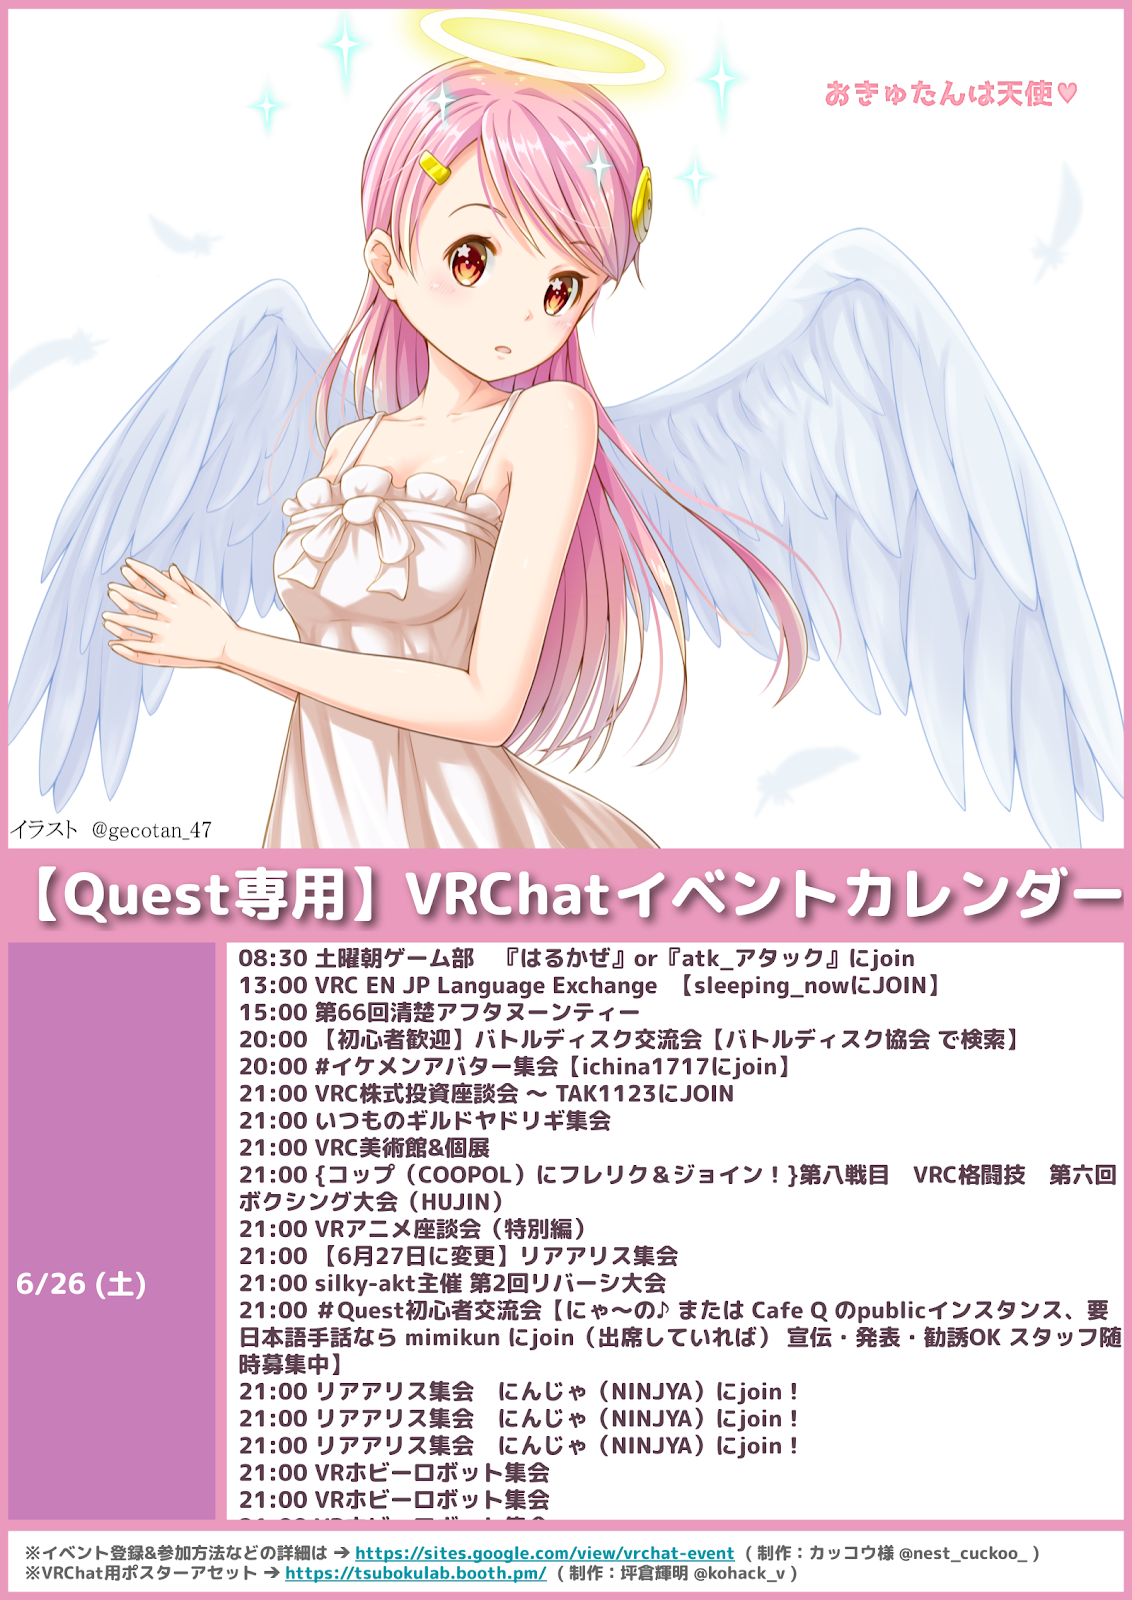 おきゅたんは天使♥
イラスト @gecotan_47
【Quest専用】VRChatイベントカレンダー
6/26 (土)
08:30 土曜朝ゲーム部 『はるかぜ』or『atk_アタック』にjoin
13:00 VRC EN JP Language Exchange 【sleeping_nowにJOIN】
15:00 第66回清楚アフタヌーンティー
20:00 【初心者歓迎】バトルディスク交流会【バトルディスク協会 で検索】
20:00 #イケメンアバター集会【ichina1717にjoin】
21:00 VRC株式投資座談会 〜 TAK1123にJOIN
21:00 いつものギルドヤドリギ集会
21:00 VRC美術館&個展
21:00 {コップ（COOPOL）にフレリク＆ジョイン！}第八戦目 VRC格闘技 第六回
ボクシング大会（HUJIN）
21:00 VRアニメ座談会（特別編）
21:00 【6月27日に変更】リアアリス集会
21:00 silky-akt主催 第2回リバーシ大会
21:00 ＃Quest初心者交流会【にゃ〜の♪ または Cafe Q のpublicインスタンス、要
日本語手話なら mimikun にjoin（出席していれば） 宣伝・発表・勧誘OK スタッフ随
時募集中】
21:00 リアアリス集会 にんじゃ（NINJYA）にjoin！
21:00 リアアリス集会 にんじゃ（NINJYA）にjoin！
21:00 リアアリス集会 にんじゃ（NINJYA）にjoin！
21:00 VRホビーロボット集会
21:00 VRホビーロボット集会
※イベント登録&参加方法などの詳細は → https://sites.google.com/view/vrchat-event ( 制作：カッコウ様 @nest_cuckoo_ )
※VRChat用ポスターアセット → https://tsubokulab.booth.pm/ ( 制作：坪倉輝明 @kohack_v )